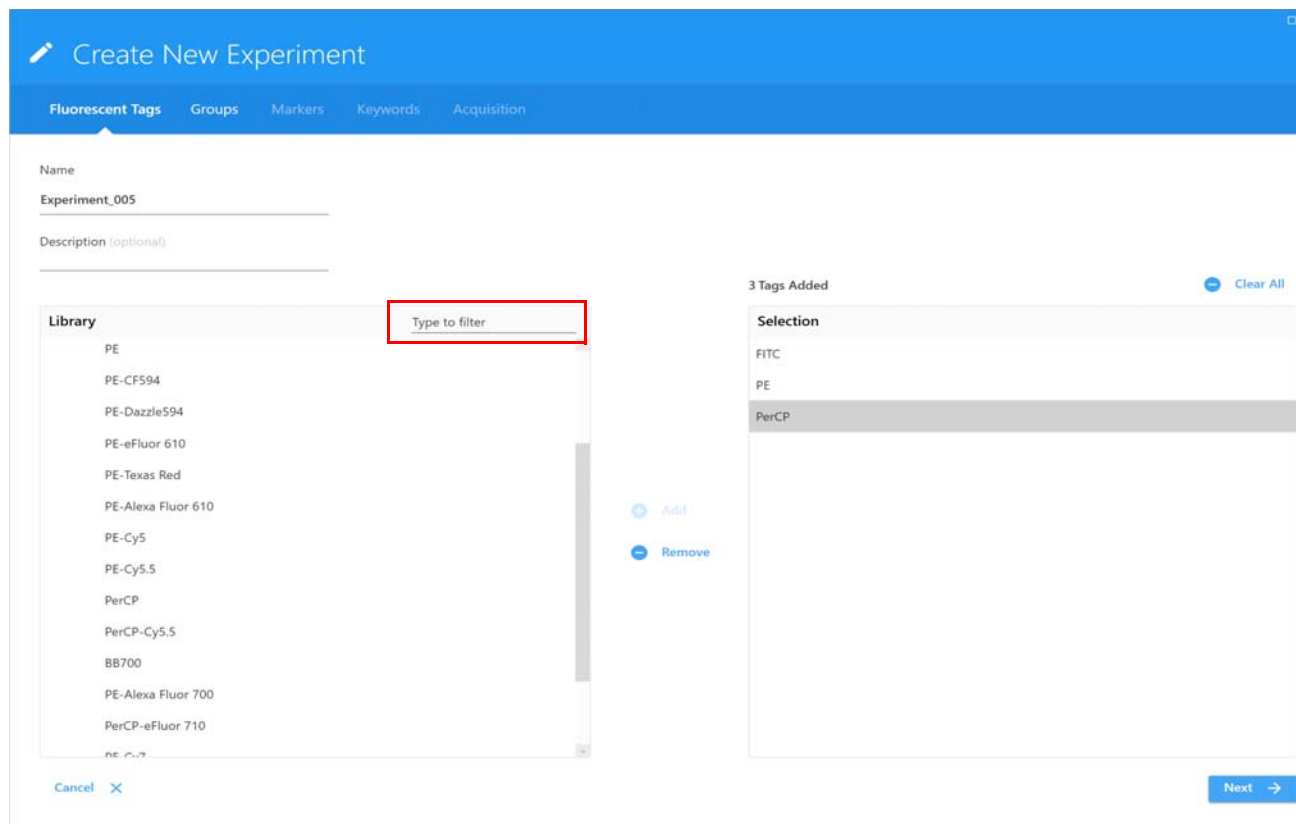 Create New Experiment
Fluorescent Tags Groups Markers Keywords Acquisition
Name
Experiment_005
Description (optional)
3 Tags Added
Clear All
Library
Type to filter
PE
PE-CF594
PE-Dazzle594
PE-eFluor 610
PE-Texas Red
PE-Alexa Fluor 610
PE-Cy5
PE-Cy5.5
PerCP
PerCP-Cy5.5
BB700
PE-Alexa Fluor 700
PerCP-eFluor 710
PE-Cy7
Add
Remove
Selection
FITC
PE
PerCP
Cancel
Next